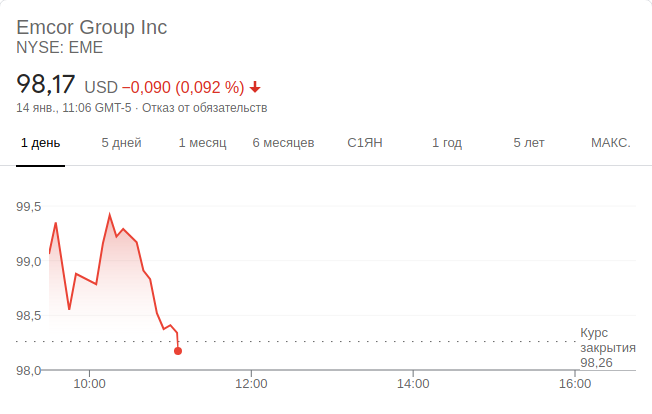 Emcor Group Inc
NYSE: EME
98,17 USD −0,090 (0,092 %)
14 янв., 11:06 GMT-5 · Отказ от обязательств
1 день 5 дней 1 месяц 6 месяцев С1ЯН 1 год 5 лет МАКС.
99,5
99,0
98,5
Курс
закрытия
98,26
98,0
10:00 12:00 14:00 16:00